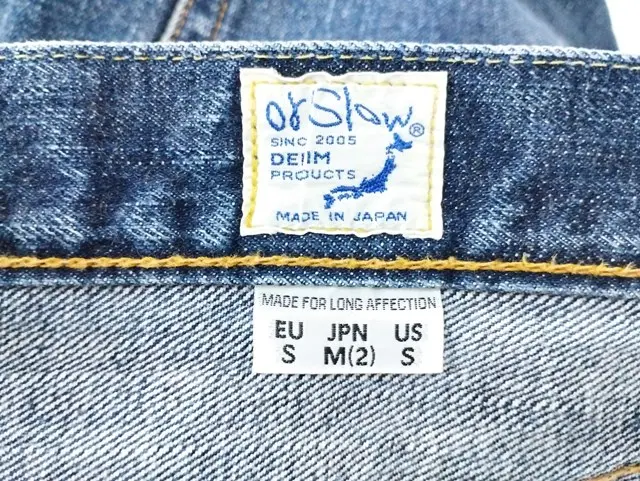 orSlow®
SINC 2005
DEIIM
PROUCTS
MADE IN JAPAN
MADE FOR LONG AFFECTION
EU JPN US
S M(2) S